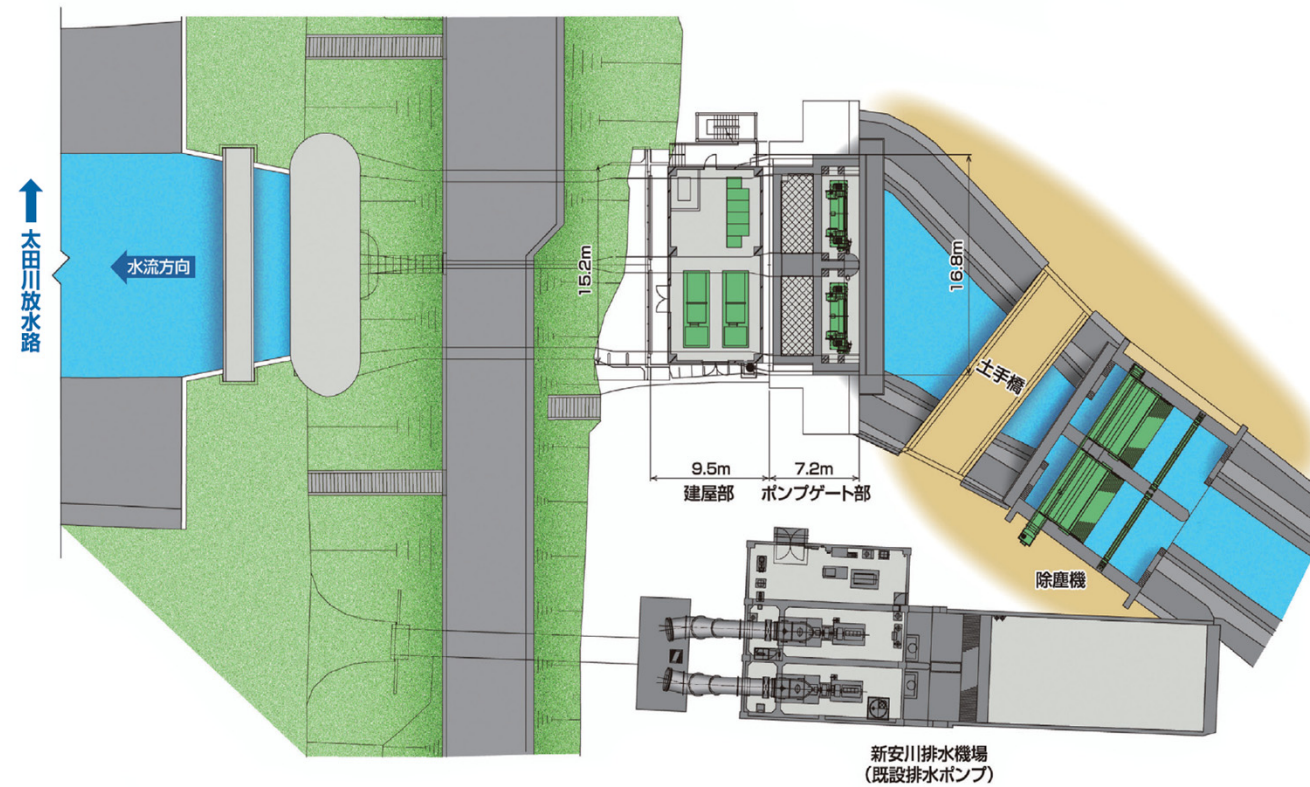 太田川放水路
水流方向
15.2m
16.8m
土手橋
9.5m
7.2m
建屋部
ポンプゲート部
除塵機
新安川排水機場
（既設排水ポンプ）